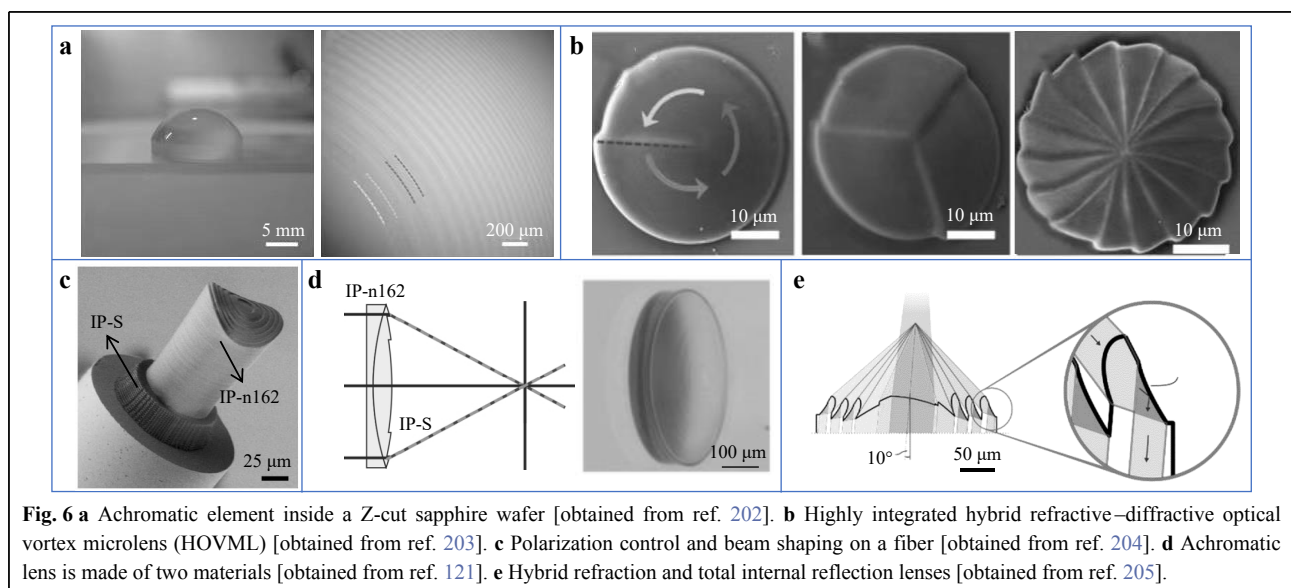 a
5 mm
200 μm
b
10 μm
10 μm
10 μm
c
IP-S
IP-n162
25 μm
d
IP-n162
IP-S
100 μm
e
10°
50 μm
Fig. 6 a Achromatic element inside a Z-cut sapphire wafer [obtained from ref. 202]. b Highly integrated hybrid refractive–diffractive optical
vortex microlens (HOVML) [obtained from ref. 203]. c Polarization control and beam shaping on a fiber [obtained from ref. 204]. d Achromatic
lens is made of two materials [obtained from ref. 121]. e Hybrid refraction and total internal reflection lenses [obtained from ref. 205].